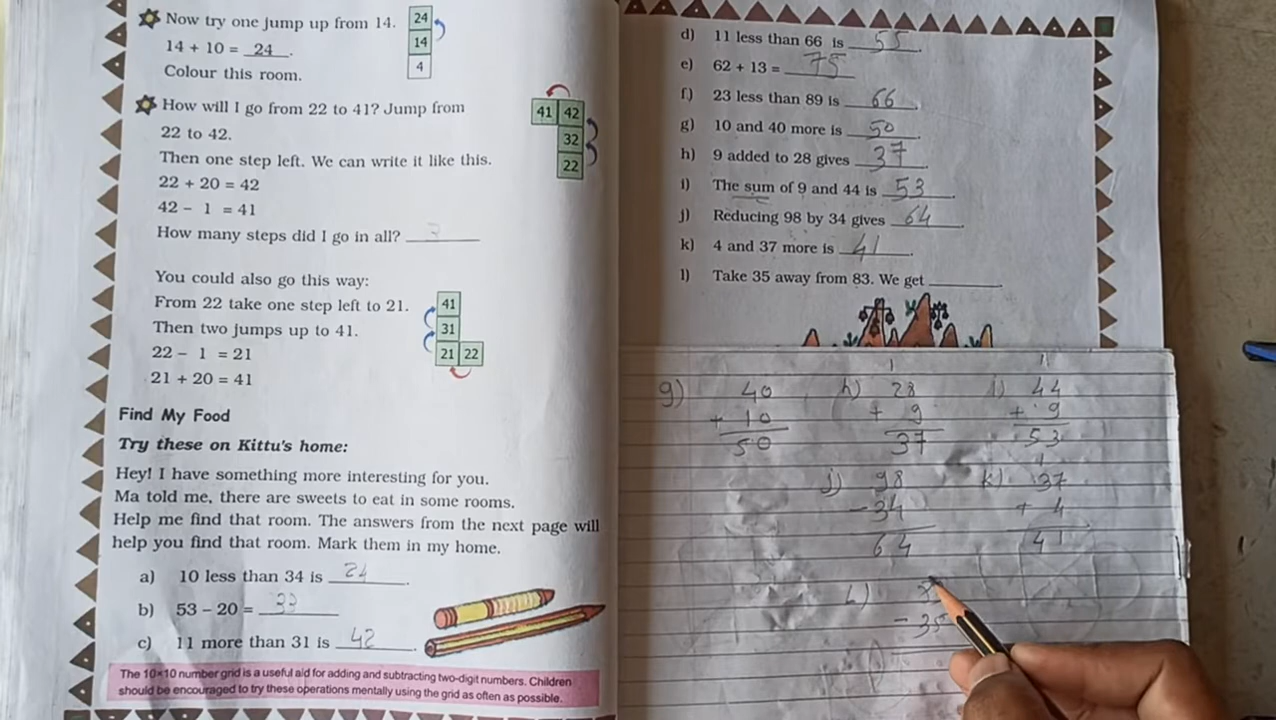 Now try one jump up from 14.
14 + 10 = 24.
Colour this room.
24
14
4
How will I go from 22 to 41? Jump from
22 to 42.
Then one step left. We can write it like this.
22 + 20 = 42
42 – 1 = 41
How many steps did I go in all? 3
41 42
32
22
You could also go this way:
From 22 take one step left to 21.
Then two jumps up to 41.
22 – 1 = 21
21 + 20 = 41
41
31
21 22
Find My Food
Try these on Kittu's home:
Hey! I have something more interesting for you.
Ma told me, there are sweets to eat in some rooms.
Help me find that room. The answers from the next page will
help you find that room. Mark them in my home.
a) 10 less than 34 is 24.
b) 53 – 20 = 33
c) 11 more than 31 is 42.
The 10×10 number grid is a useful aid for adding and subtracting two-digit numbers. Children
should be encouraged to try these operations mentally using the grid as often as possible.
d) 11 less than 66 is 55.
e) 62 + 13 = 75
f) 23 less than 89 is 66.
g) 10 and 40 more is 50.
h) 9 added to 28 gives 37.
i) The sum of 9 and 44 is 53.
j) Reducing 98 by 34 gives 64.
k) 4 and 37 more is 41.
l) Take 35 away from 83. We get ______.
g) 40
+ 10
50
h) 1
28
+ 9
37
i) 1
44
+ 9
53
j) 98
- 34
64
k) 1
37
+ 4
41
L)
- 35